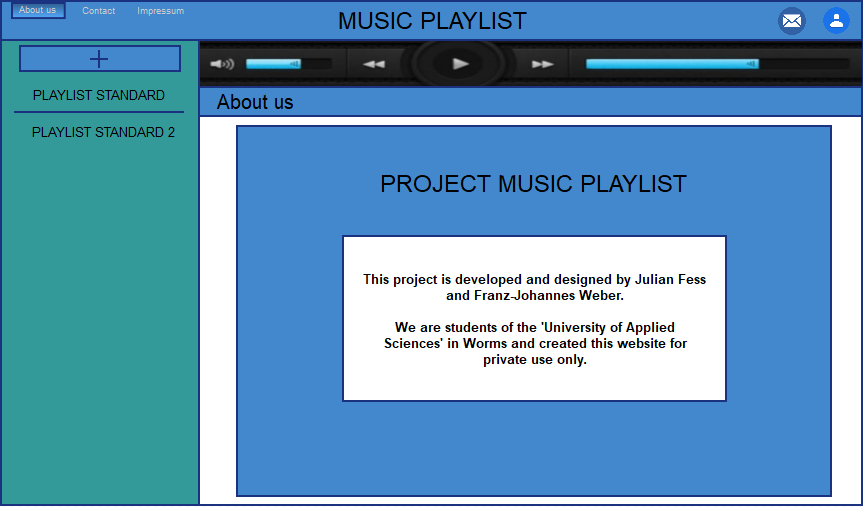 About us
Contact
Impressum
MUSIC PLAYLIST
PLAYLIST STANDARD
PLAYLIST STANDARD 2
About us
PROJECT MUSIC PLAYLIST
This project is developed and designed by Julian Fess
and Franz-Johannes Weber.
We are students of the 'University of Applied
Sciences' in Worms and created this website for
private use only.